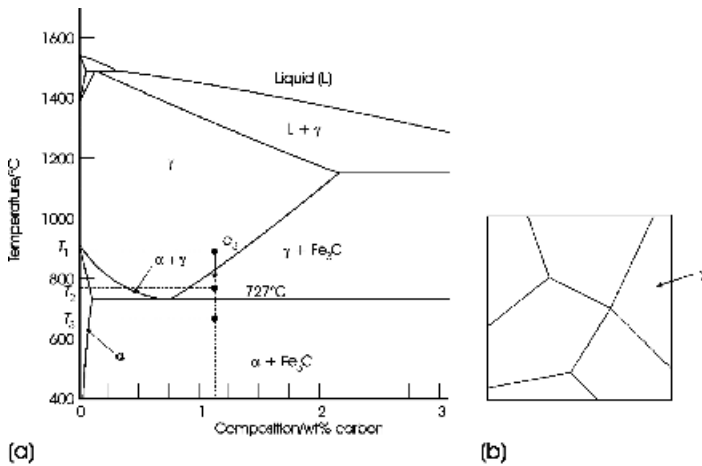 1600
Liquid (L)
1400
L + γ
1200
γ
Temperature/°C
1000
T₁
α + γ
γ + Fe₃C
800
T₂
727°C
T₃
600
α
α + Fe₃C
400
0
1
2
3
Composition/wt% carbon
(a)
γ
(b)